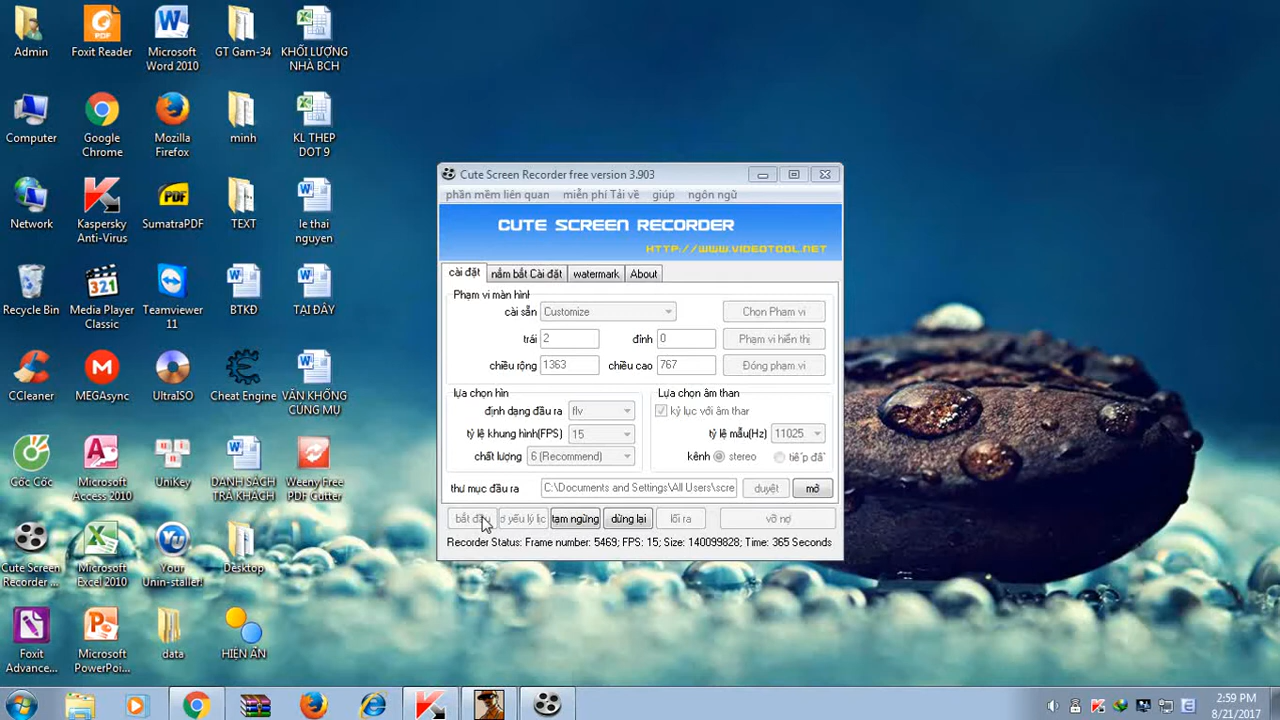 Admin
Foxit Reader
Microsoft
Word 2010
GT Gam-34
KHỐI LƯỢNG
NHÀ BCH
Computer
Google
Chrome
Mozilla
Firefox
minh
KL THEP
DOT 9
Network
Kaspersky
Anti-Virus
SumatraPDF
TEXT
le thai
nguyen
Recycle Bin
Media Player
Classic
Teamviewer
11
BTKĐ
TẠI ĐÂY
CCleaner
MEGAsync
UltraISO
Cheat Engine
VĂN KHỐNG
CÚNG MỤ
Cốc Cốc
Microsoft
Access 2010
UniKey
DANH SÁCH
TRẢ KHÁCH
Weeny Free
PDF Cutter
Cute Screen
Recorder ...
Microsoft
Excel 2010
Your
Unin-staller!
Desktop
Foxit
Advance...
Microsoft
PowerPoi...
data
HIỆN ẨN
Cute Screen Recorder free version 3.903
phần mềm liên quan miễn phí Tải về giúp ngôn ngữ
CUTE SCREEN RECORDER
HTTP://WWW.VIDEOTOOL.NET
cài đặt nắm bắt Cài đặt watermark About
Phạm vi màn hình
cài sẵn Customize Chọn Phạm vi
trái 2 đỉnh 0 Phạm vi hiển thị
chiều rộng 1363 chiều cao 767 Đóng phạm vi
lựa chọn hìn Lựa chọn âm than
định dạng đầu ra flv kỷ lục với âm thar
tỷ lệ khung hình(FPS) 15 tỷ lệ mẫu(Hz) 11025
chất lượng 6 (Recommend) kênh stereo
thư mục đầu ra C:\Documents and Settings\All Users\scre duyệt mở
bắt đầu tạm ngừng dừng lại lối ra vỡ nợ
Recorder Status: Frame number: 5469; FPS: 15; Size: 140099828; Time: 365 Seconds
2:59 PM
8/21/2017